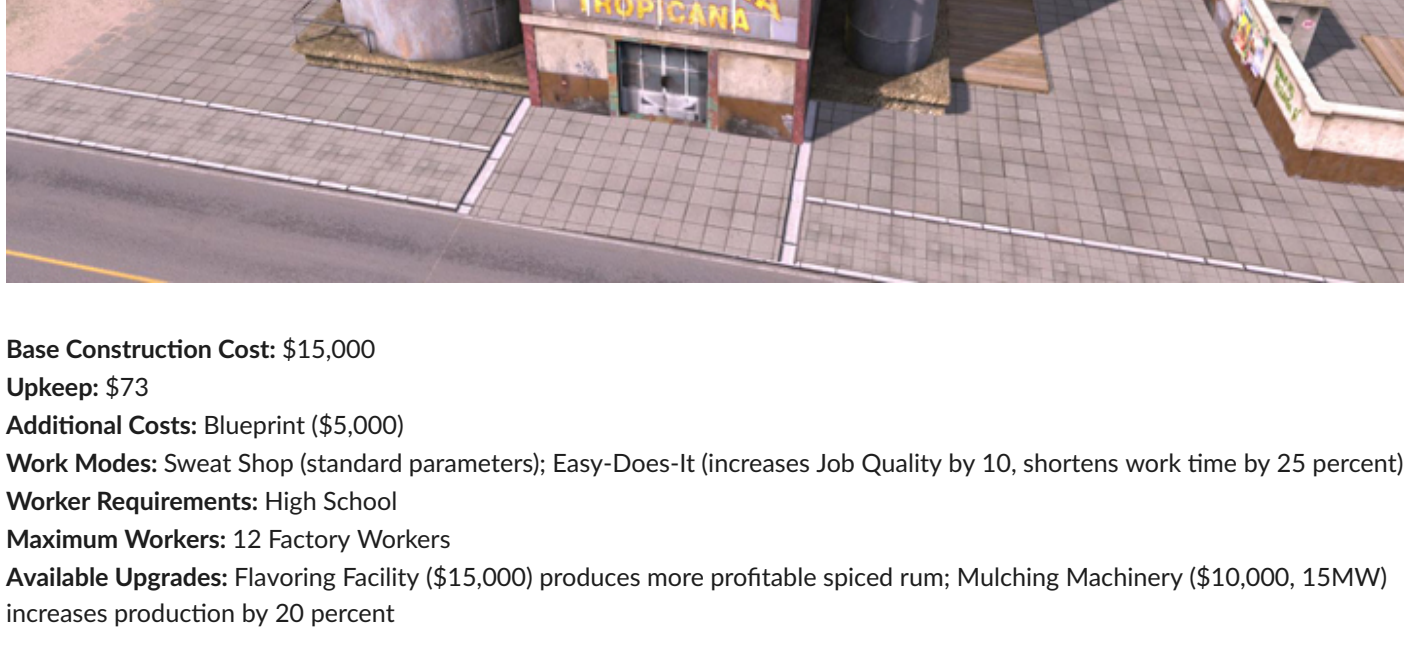 TROPICANA
Base Construction Cost: $15,000
Upkeep: $73
Additional Costs: Blueprint ($5,000)
Work Modes: Sweat Shop (standard parameters); Easy-Does-It (increases Job Quality by 10, shortens work time by 25 percent)
Worker Requirements: High School
Maximum Workers: 12 Factory Workers
Available Upgrades: Flavoring Facility ($15,000) produces more profitable spiced rum; Mulching Machinery ($10,000, 15MW)
increases production by 20 percent